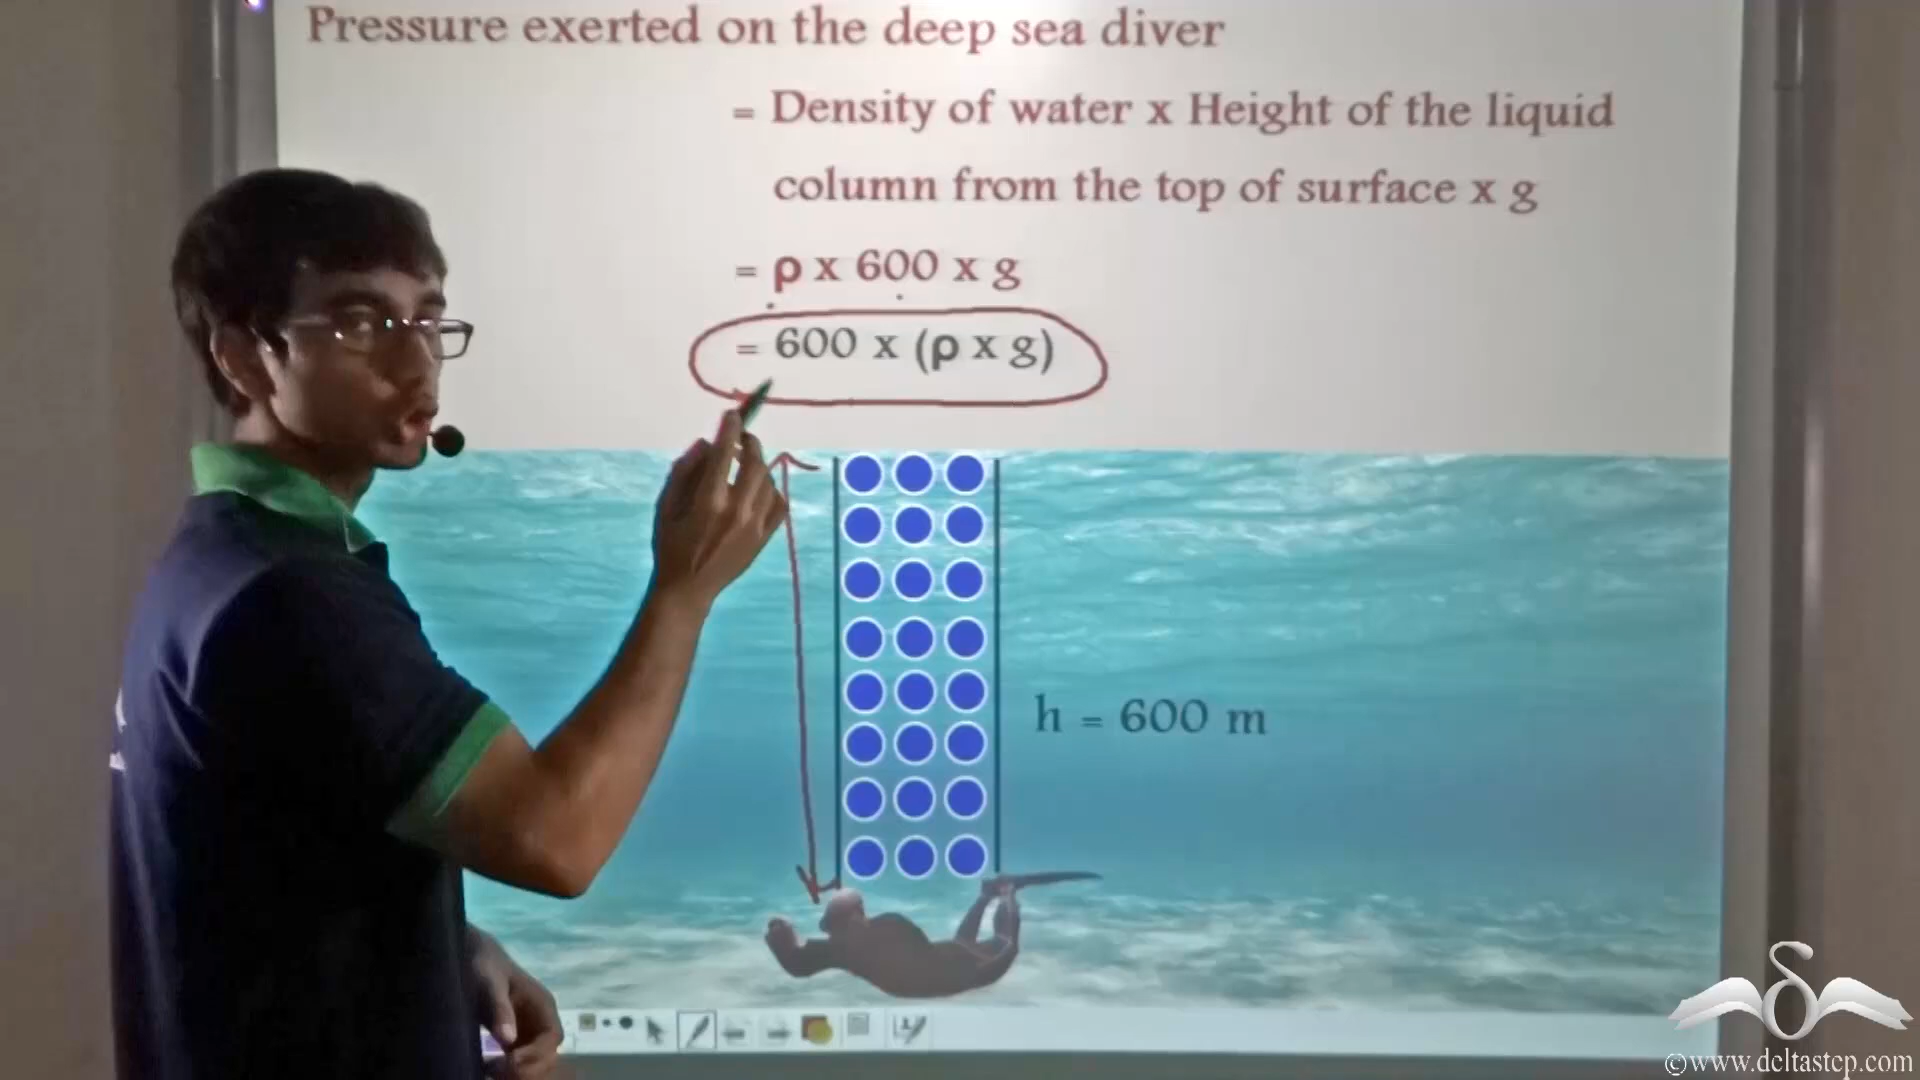 Pressure exerted on the deep sea diver
= Density of water x Height of the liquid
column from the top of surface x g
= ρ x 600 x g
= 600 x (ρ x g)
h = 600 m
©www.deltastep.com